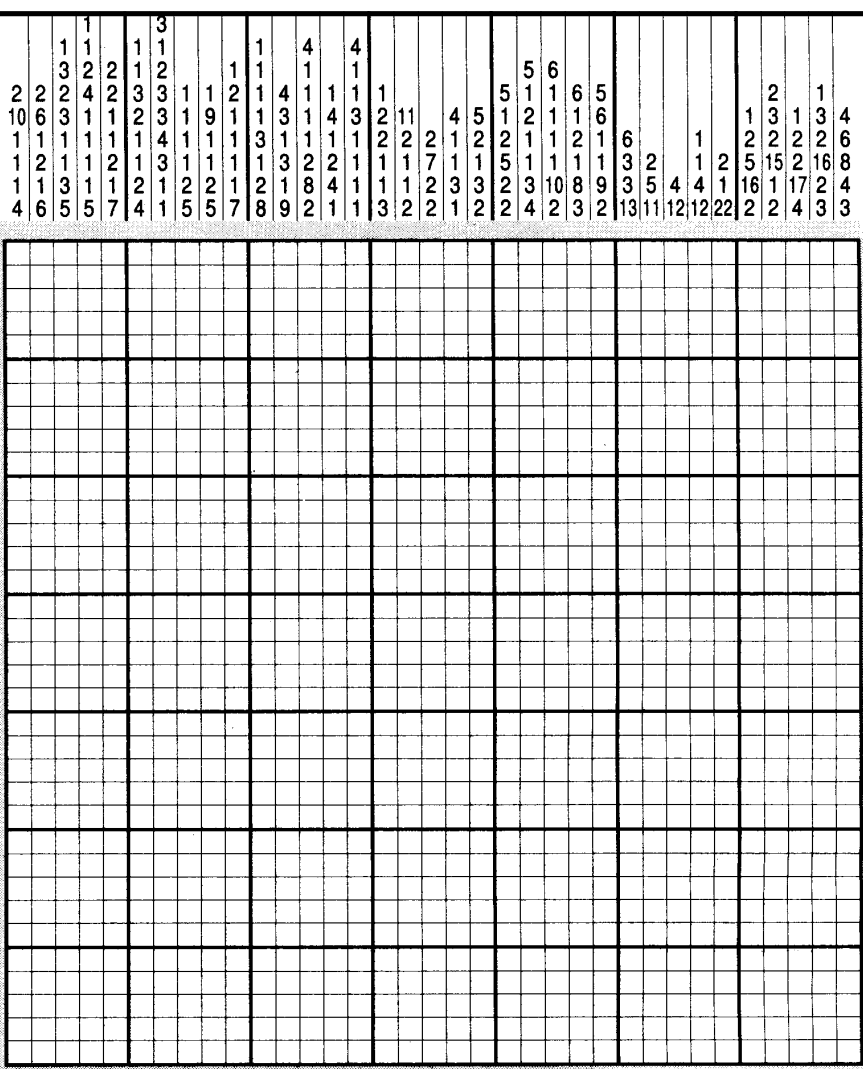 1 3
1 1 1 1 1 4 4
3 2 2 1 2 1 1 1 1 5 6
2 2 2 4 2 3 3 1 1 2 1 4 1 1 1 1 5 1 1 6 5 2 1
10 6 3 1 1 2 3 1 9 1 1 3 1 4 3 2 11 4 5 1 2 1 1 6 1 3 1 3 4
1 1 1 1 1 1 4 1 1 1 3 1 1 1 1 2 2 2 1 2 2 1 1 2 1 6 1 2 2 2 2 6
1 2 1 1 2 1 3 1 1 1 1 3 2 2 1 1 1 7 1 1 5 1 1 1 1 3 2 1 2 5 15 2 16 8
1 1 3 1 1 2 1 2 2 1 2 1 8 4 1 1 1 2 3 3 2 3 10 8 9 3 5 4 4 1 16 1 17 2 4
4 6 5 5 7 4 1 5 5 7 8 9 2 1 1 3 2 2 1 2 2 4 2 3 2 13 11 12 12 22 2 2 4 3 3